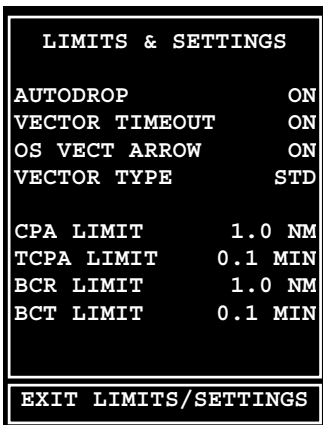 LIMITS & SETTINGS
AUTODROP ON
VECTOR TIMEOUT ON
OS VECT ARROW ON
VECTOR TYPE STD
CPA LIMIT 1.0 NM
TCPA LIMIT 0.1 MIN
BCR LIMIT 1.0 NM
BCT LIMIT 0.1 MIN
EXIT LIMITS/SETTINGS